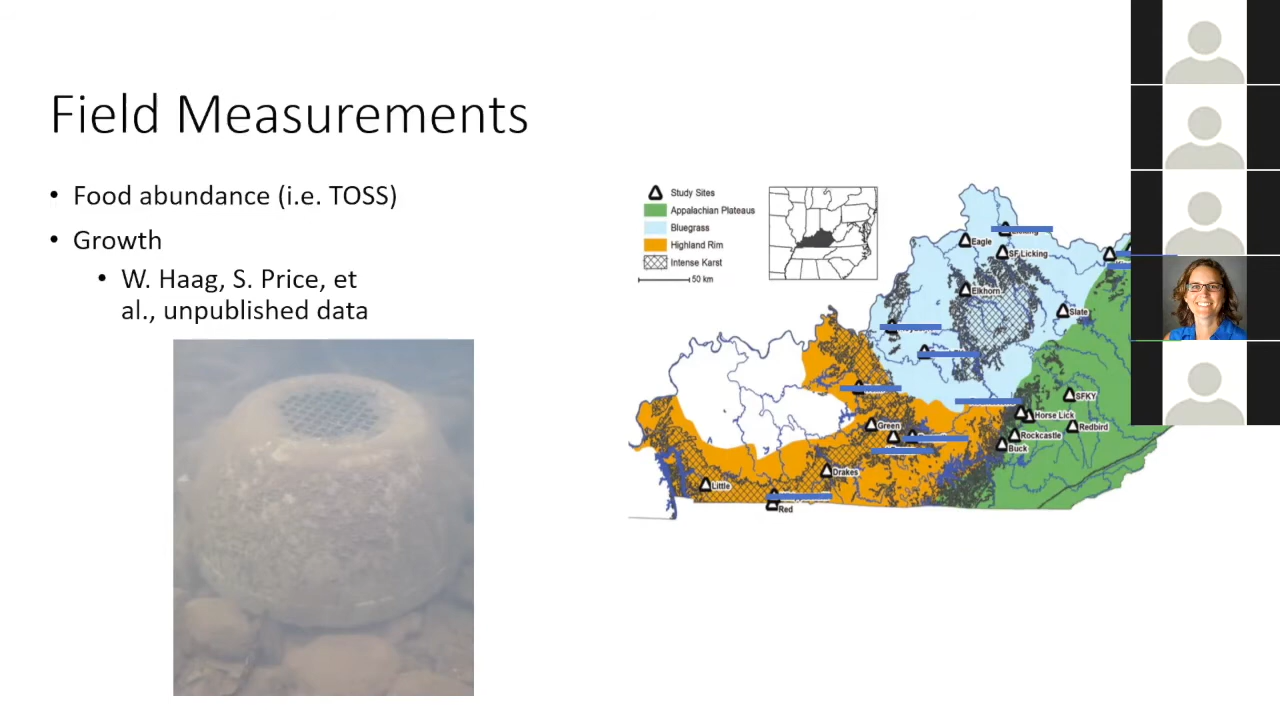 Field Measurements
• Food abundance (i.e. TOSS)
• Growth
• W. Haag, S. Price, et
al., unpublished data
Study Sites
Appalachian Plateaus
Bluegrass
Highland Rim
Intense Karst
50 km
Eagle
SF Licking
Elkhorn
Slate
SFKY
Horse Lick
Redbird
Green
Rockcastle
Buck
Drakes
Little
Red